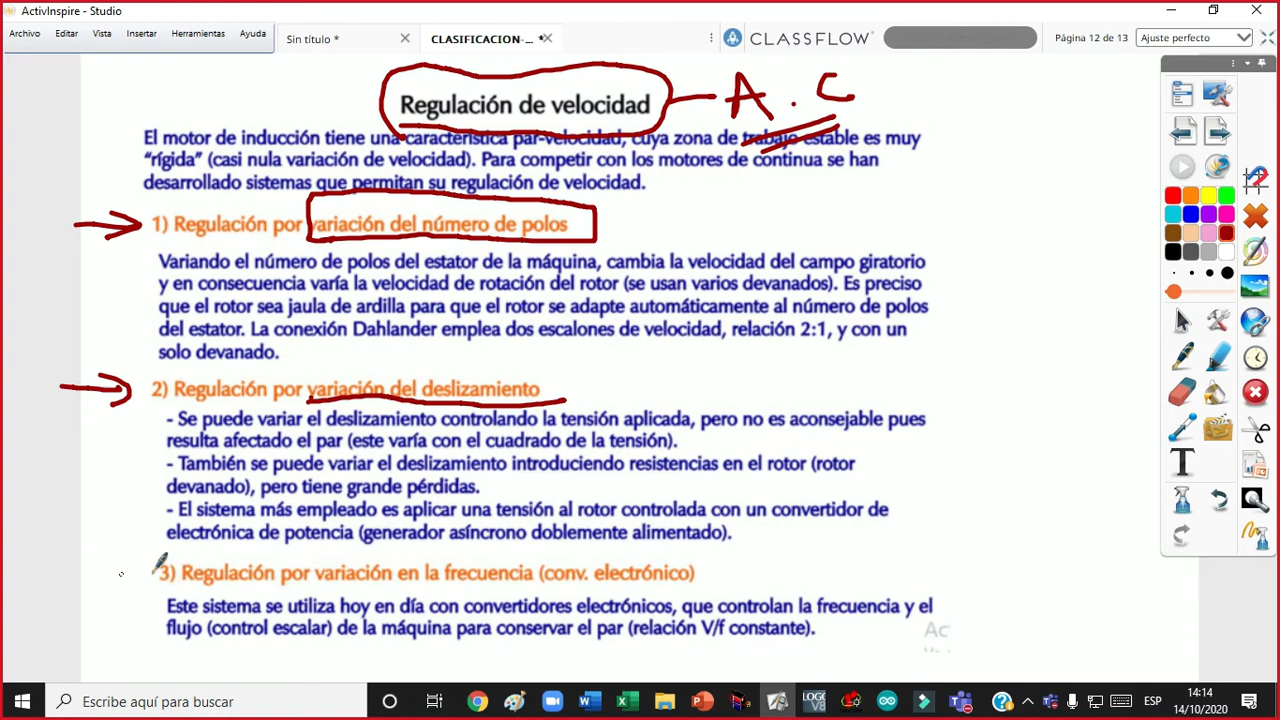 ActivInspire - Studio
Archivo Editar Vista Insertar Herramientas Ayuda
Sin título *
CLASIFICACION-... *
CLASSFLOW
Página 12 de 13
Ajuste perfecto
Regulación de velocidad
A.C
El motor de inducción tiene una característica par-velocidad, cuya zona de trabajo estable es muy
"rígida" (casi nula variación de velocidad). Para competir con los motores de continua se han
desarrollado sistemas que permitan su regulación de velocidad.
1) Regulación por variación del número de polos
Variando el número de polos del estator de la máquina, cambia la velocidad del campo giratorio
y en consecuencia varía la velocidad de rotación del rotor (se usan varios devanados). Es preciso
que el rotor sea jaula de ardilla para que el rotor se adapte automáticamente al número de polos
del estator. La conexión Dahlander emplea dos escalones de velocidad, relación 2:1, y con un
solo devanado.
2) Regulación por variación del deslizamiento
- Se puede variar el deslizamiento controlando la tensión aplicada, pero no es aconsejable pues
resulta afectado el par (este varía con el cuadrado de la tensión).
- También se puede variar el deslizamiento introduciendo resistencias en el rotor (rotor
devanado), pero tiene grande pérdidas.
- El sistema más empleado es aplicar una tensión al rotor controlada con un convertidor de
electrónica de potencia (generador asíncrono doblemente alimentado).
3) Regulación por variación en la frecuencia (conv. electrónico)
Este sistema se utiliza hoy en día con convertidores electrónicos, que controlan la frecuencia y el
flujo (control escalar) de la máquina para conservar el par (relación V/f constante).
Ac
Escribe aquí para buscar
ESP
14:14
14/10/2020